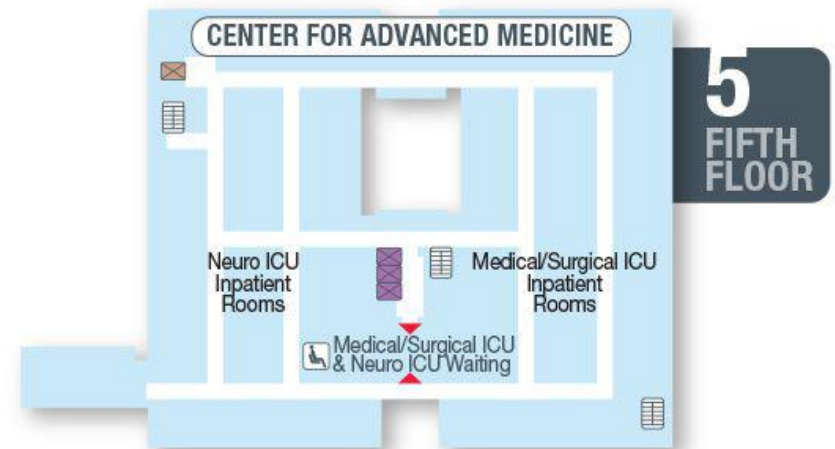 CENTER FOR ADVANCED MEDICINE
5
FIFTH
FLOOR
Neuro ICU
Inpatient
Rooms
Medical/Surgical ICU
Inpatient
Rooms
Medical/Surgical ICU
& Neuro ICU Waiting